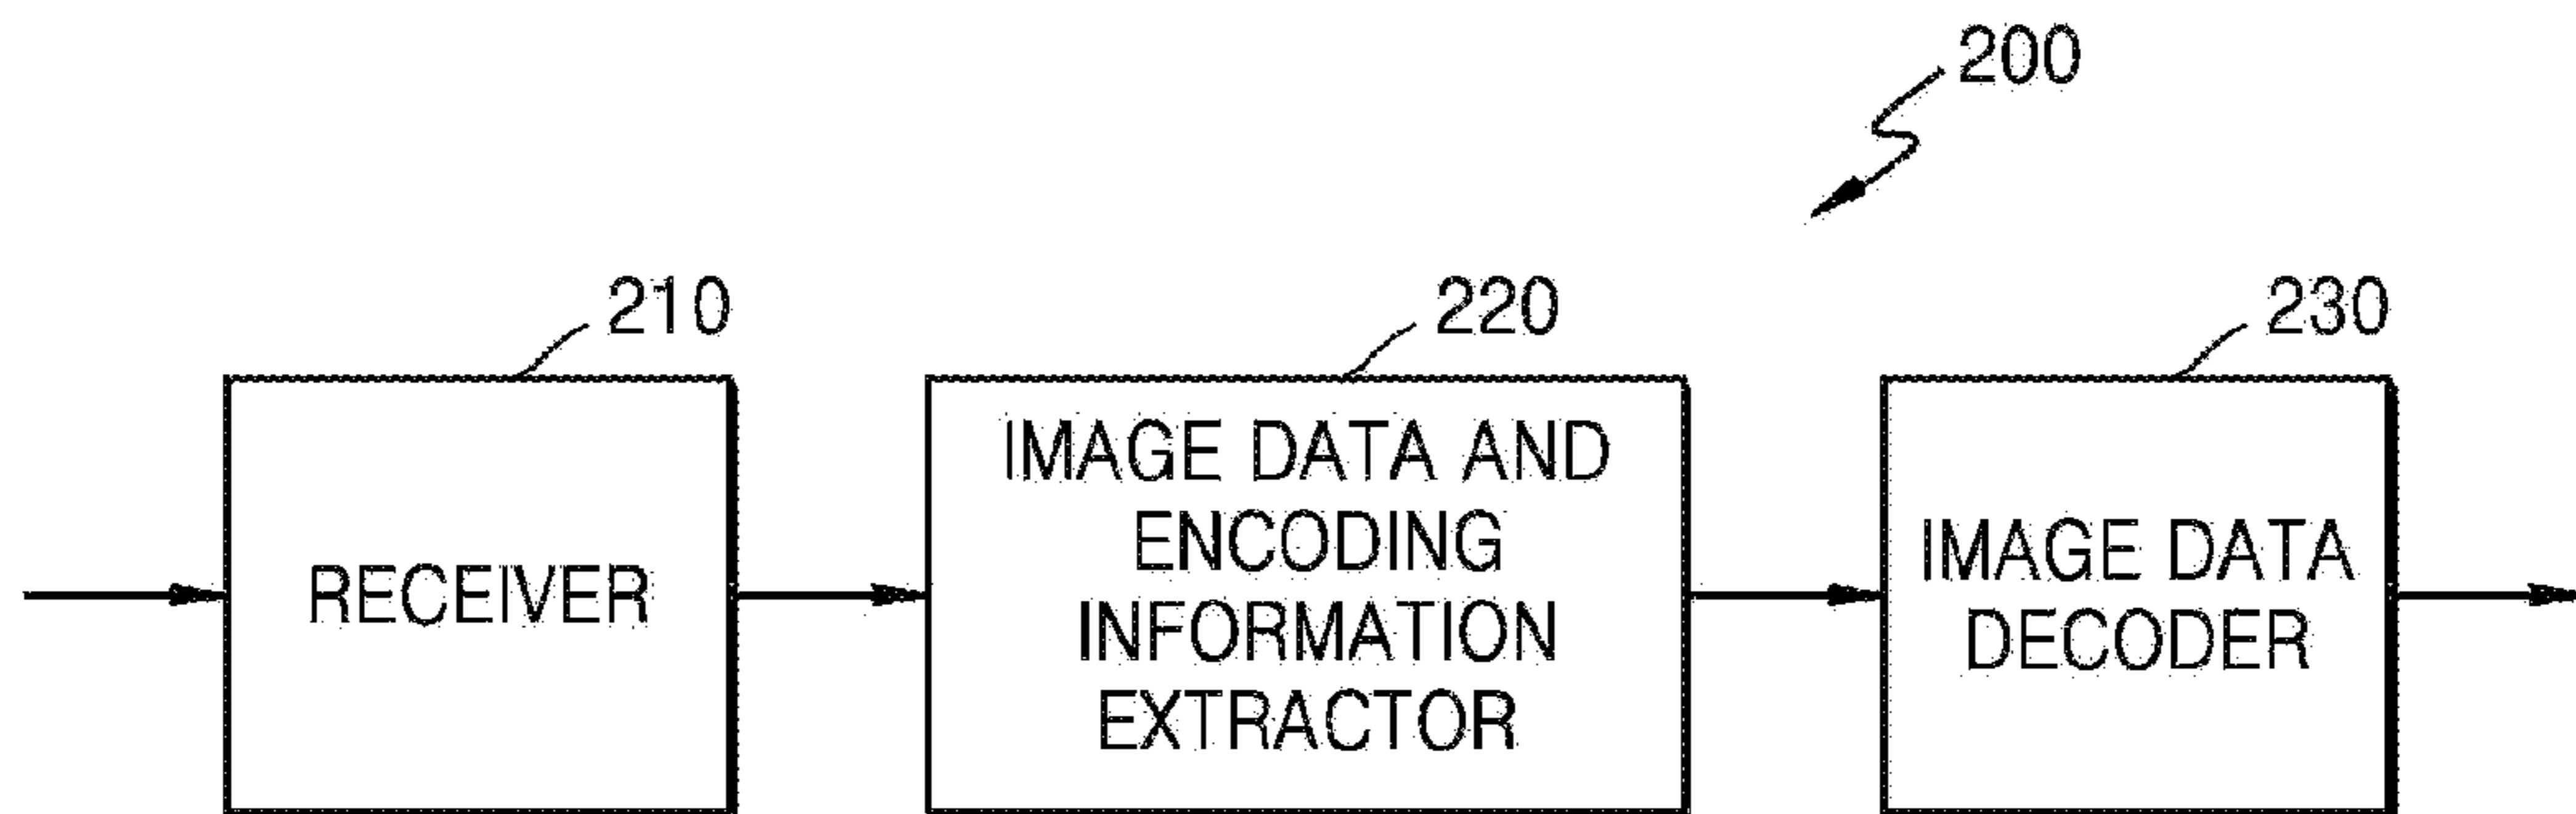 200
210
220
230
RECEIVER
IMAGE DATA AND
ENCODING
INFORMATION
EXTRACTOR
IMAGE DATA
DECODER